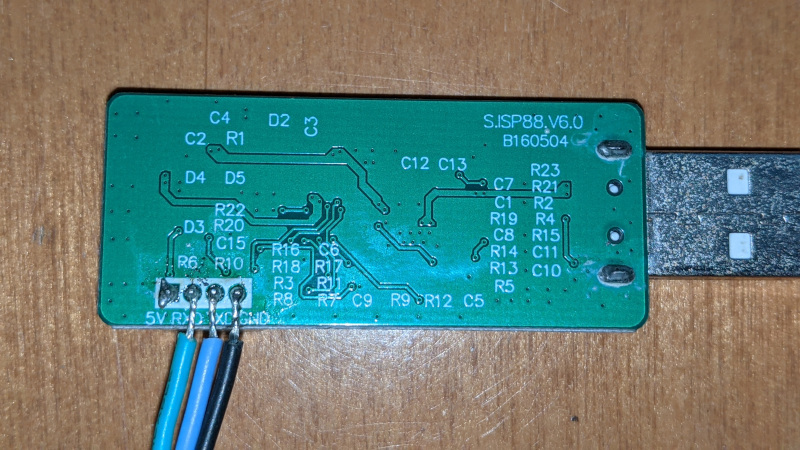 C4 D2 C3 S.ISP88.V6.0
C2 R1 B160504
C12 C13 R23
D4 D5 C7 R21
C1 R2
R22 R19 R4
D3 R20 C8 R15
C15 R16 C6 R14 C11
R6 R10 R18 R17 R13 C10
R3 R11 R5
R8 R7 C9 R9 R12 C5
5V RXD TXD GND